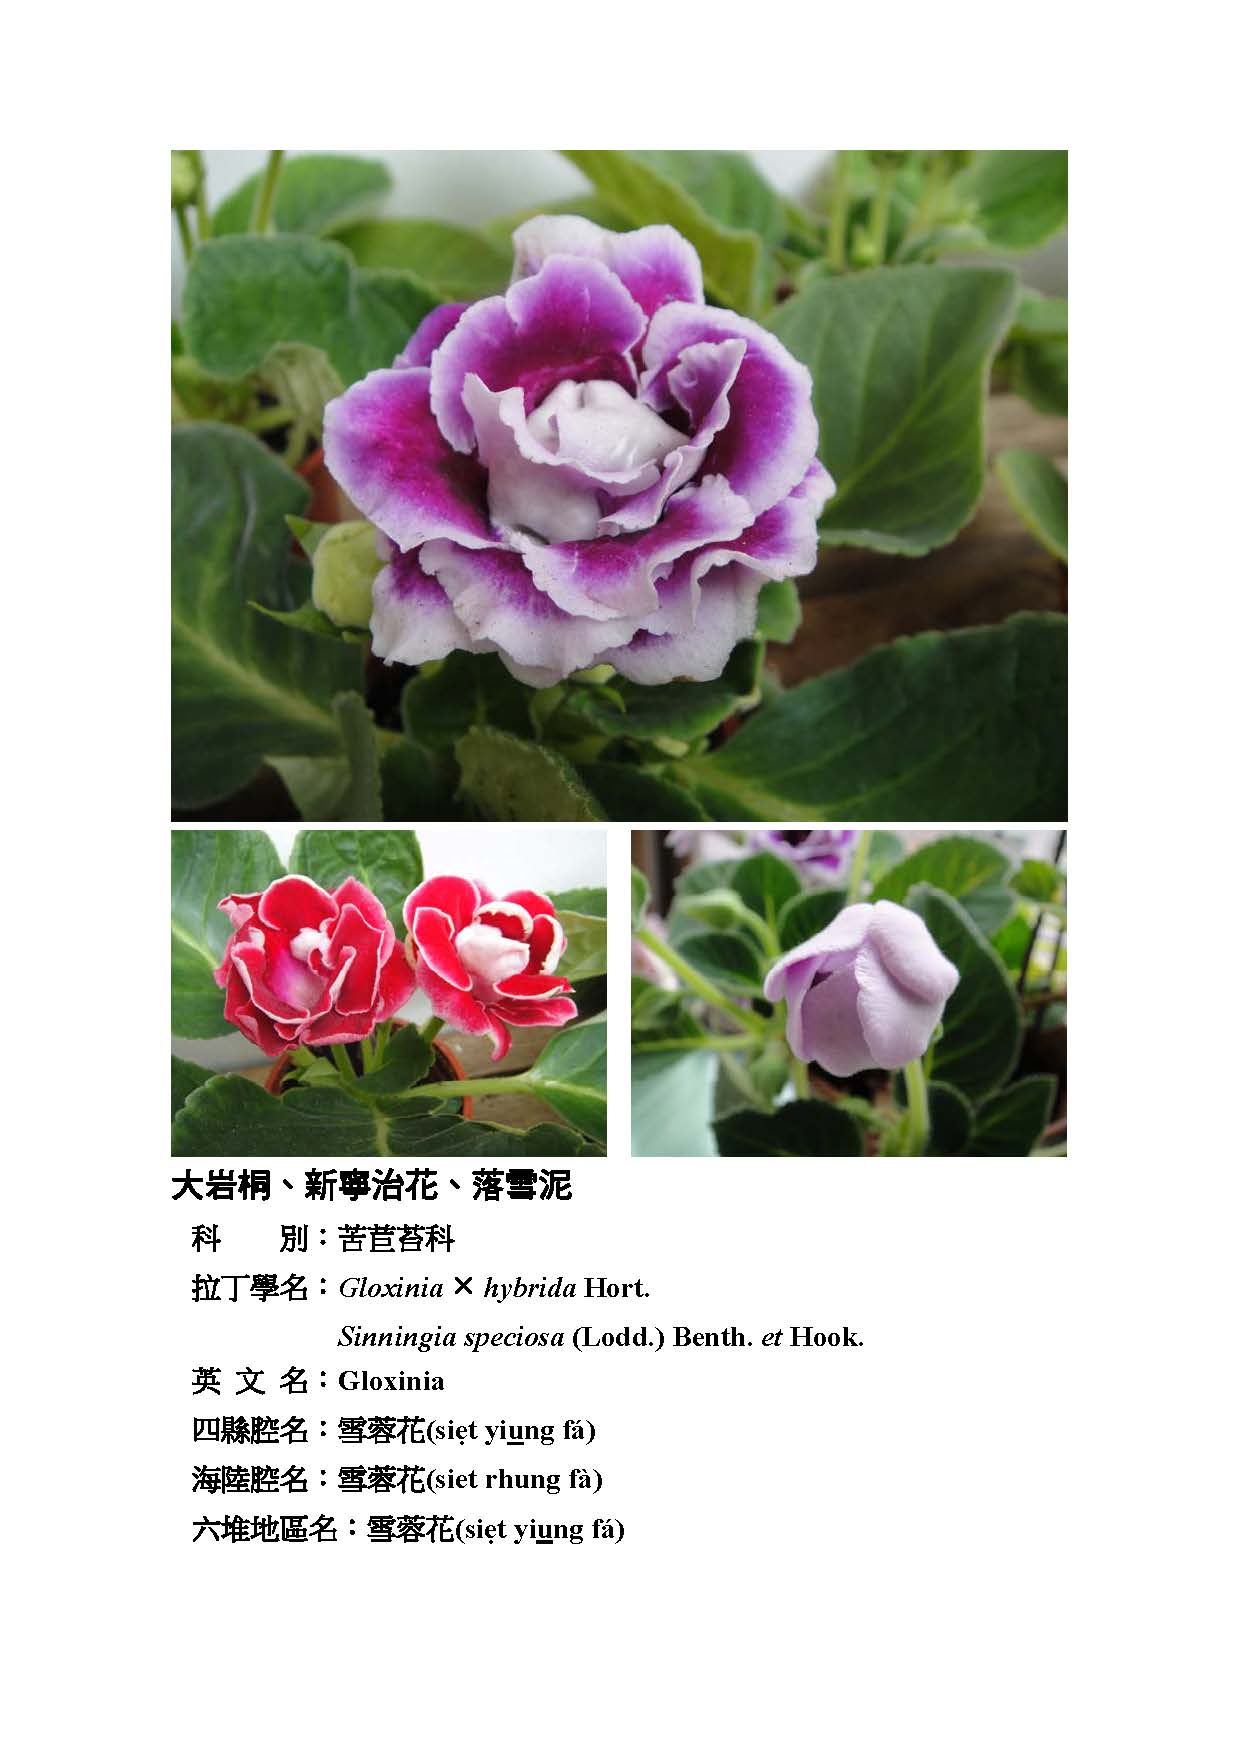 大岩桐、新寧治花、落雪泥
科　　別：苦苣苔科
拉丁學名：Gloxinia × hybrida Hort.
Sinningia speciosa (Lodd.) Benth. et Hook.
英 文 名：Gloxinia
四縣腔名：雪蓉花(siẹt yiung fá)
海陸腔名：雪蓉花(siet rhung fà)
六堆地區名：雪蓉花(siẹt yiung fá)